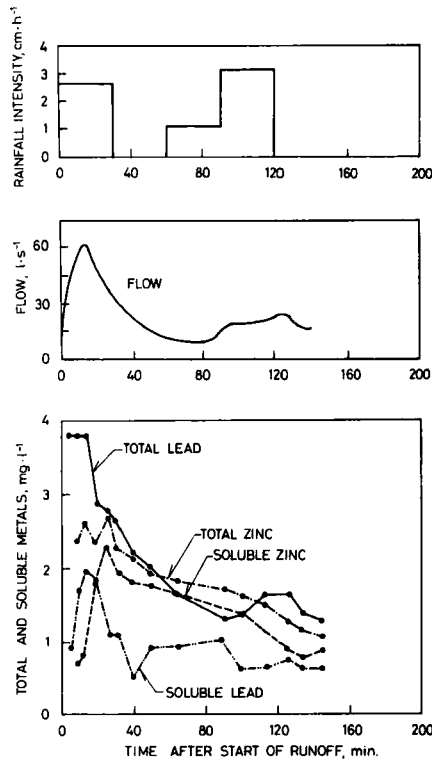 RAINFALL INTENSITY, cm·h⁻¹
4
3
2
1
0
0 40 80 120 160 200
FLOW, l·s⁻¹
60
30
0
FLOW
0 40 80 120 160 200
TOTAL AND SOLUBLE METALS, mg·l⁻¹
4
3
2
1
0
TOTAL LEAD
TOTAL ZINC
SOLUBLE ZINC
SOLUBLE LEAD
0 40 80 120 160 200
TIME AFTER START OF RUNOFF, min.